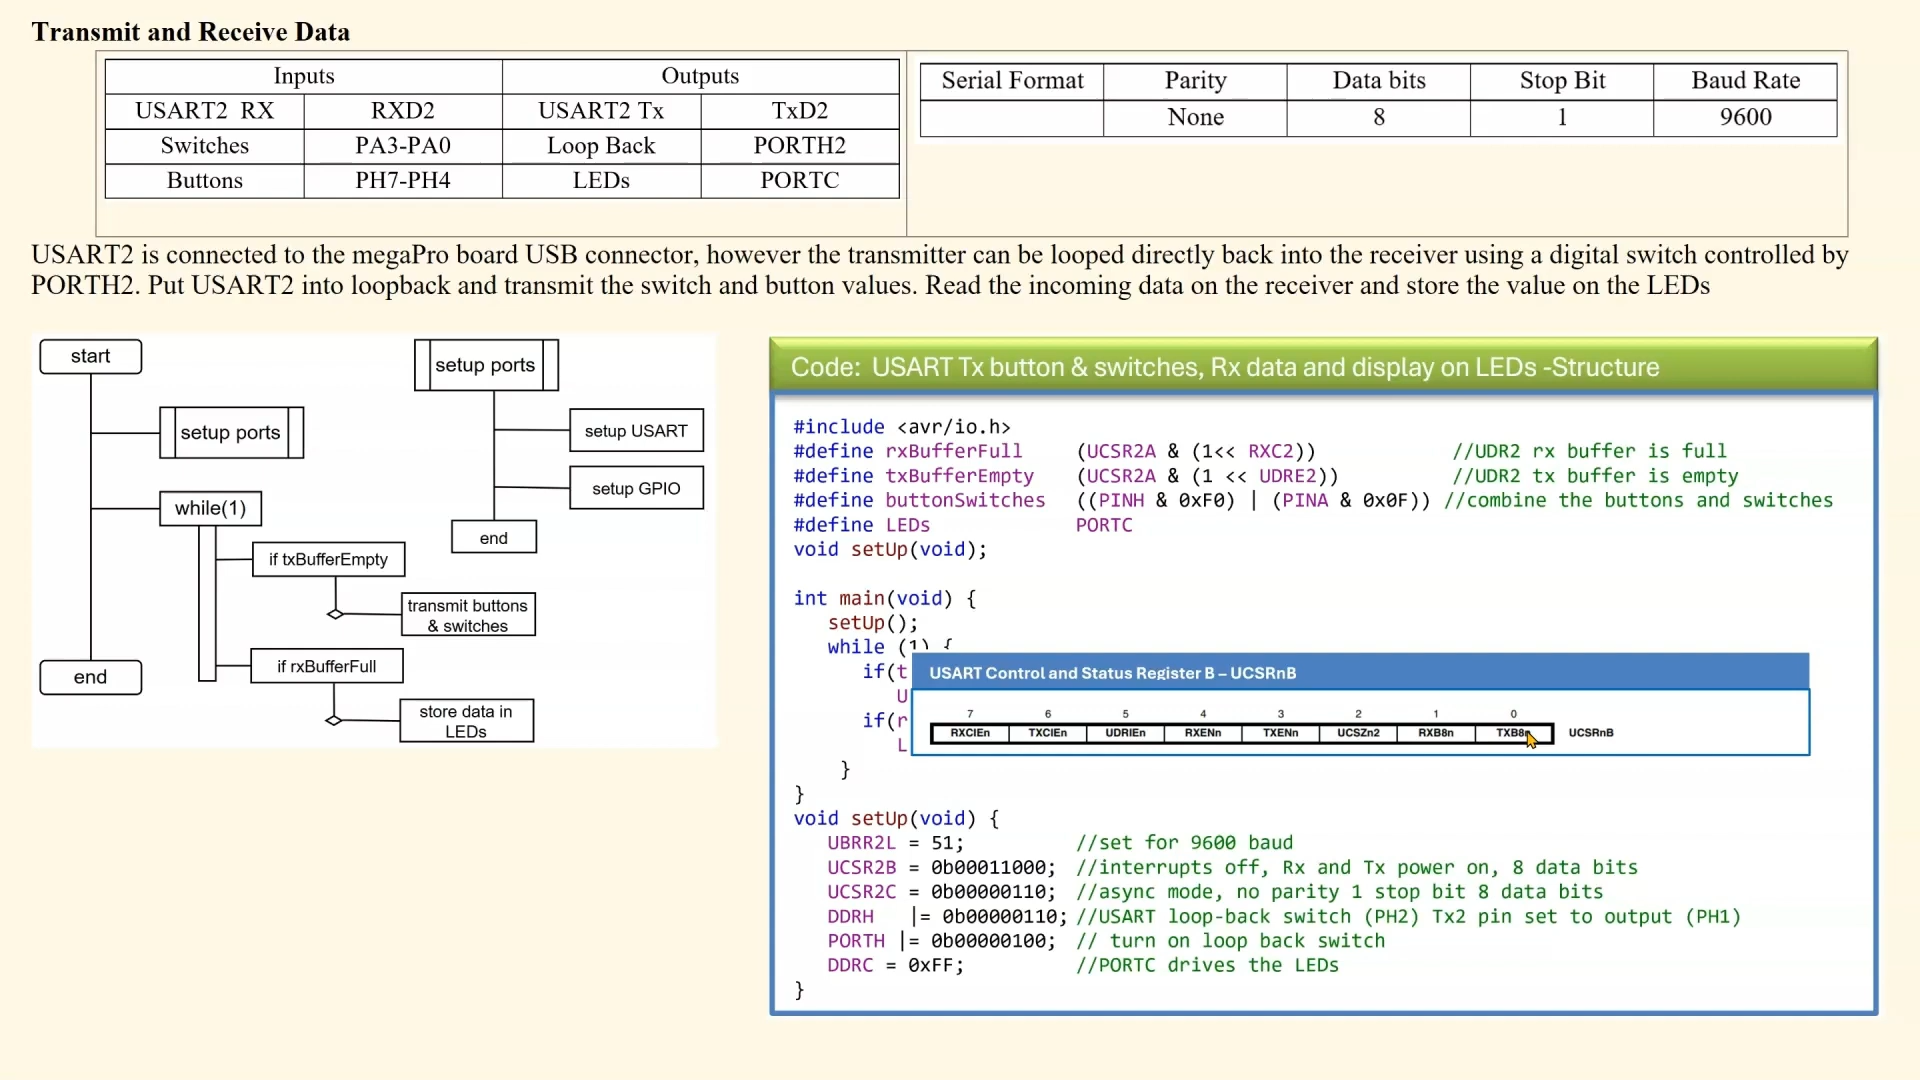 Transmit and Receive Data
Inputs Outputs
USART2 RX RXD2 USART2 Tx TxD2
Switches PA3-PA0 Loop Back PORTH2
Buttons PH7-PH4 LEDs PORTC
Serial Format Parity Data bits Stop Bit Baud Rate
None 8 1 9600
USART2 is connected to the megaPro board USB connector, however the transmitter can be looped directly back into the receiver using a digital switch controlled by
PORTH2. Put USART2 into loopback and transmit the switch and button values. Read the incoming data on the receiver and store the value on the LEDs
start
setup ports
while(1)
if txBufferEmpty
transmit buttons
& switches
if rxBufferFull
store data in
LEDs
end
setup ports
setup USART
setup GPIO
end
Code: USART Tx button & switches, Rx data and display on LEDs -Structure
#include <avr/io.h>
#define rxBufferFull (UCSR2A & (1<< RXC2)) //UDR2 rx buffer is full
#define txBufferEmpty (UCSR2A & (1 << UDRE2)) //UDR2 tx buffer is empty
#define buttonSwitches ((PINH & 0xF0) | (PINA & 0x0F)) //combine the buttons and switches
#define LEDs PORTC
void setUp(void);
int main(void) {
setUp();
while (1) {
if(t
U
if(r
L
}
}
USART Control and Status Register B – UCSRnB
7 6 5 4 3 2 1 0
RXCIEn TXCIEn UDRIEn RXENn TXENn UCSZn2 RXB8n TXB8n UCSRnB
void setUp(void) {
UBRR2L = 51; //set for 9600 baud
UCSR2B = 0b00011000; //interrupts off, Rx and Tx power on, 8 data bits
UCSR2C = 0b00000110; //async mode, no parity 1 stop bit 8 data bits
DDRH |= 0b00000110; //USART loop-back switch (PH2) Tx2 pin set to output (PH1)
PORTH |= 0b00000100; // turn on loop back switch
DDRC = 0xFF; //PORTC drives the LEDs
}